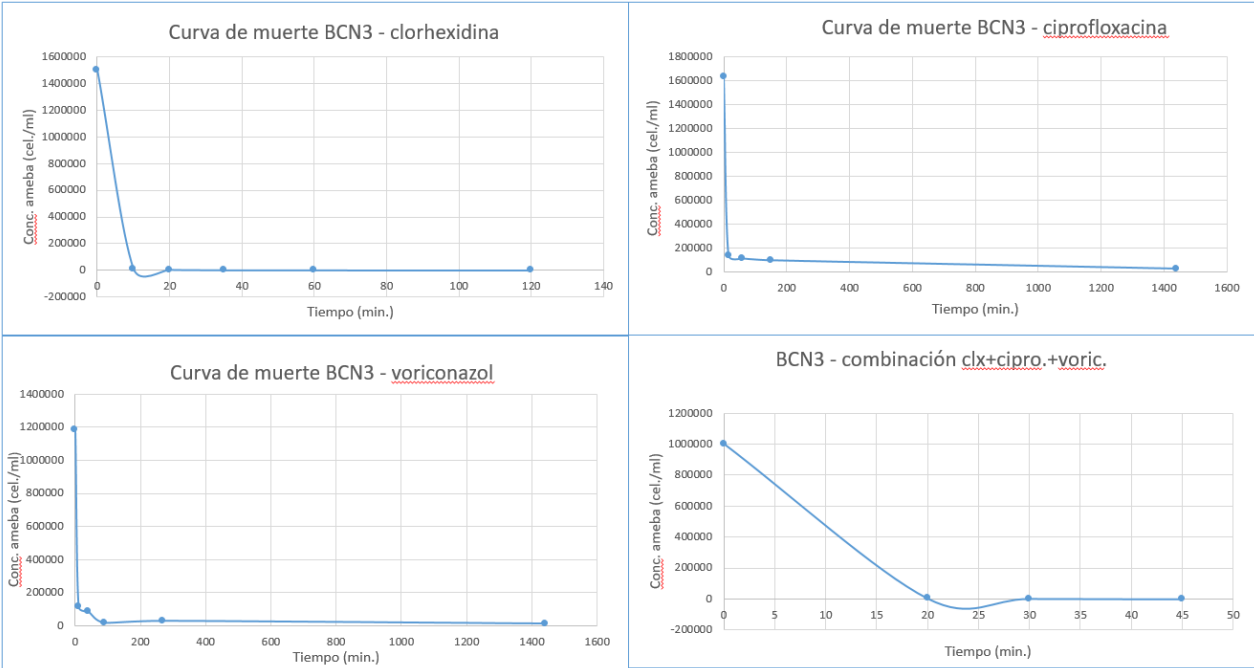 Curva de muerte BCN3 - clorhexidina
Conc. ameba (cel./ml)
1600000
1400000
1200000
1000000
800000
600000
400000
200000
0
-200000
0 20 40 60 80 100 120 140
Tiempo (min.)
Curva de muerte BCN3 - ciprofloxacina
Conc. ameba (cel./ml)
1800000
1600000
1400000
1200000
1000000
800000
600000
400000
200000
0
0 200 400 600 800 1000 1200 1400 1600
Tiempo (min.)
Curva de muerte BCN3 - voriconazol
Conc. ameba (cel./ml)
1400000
1200000
1000000
800000
600000
400000
200000
0
0 200 400 600 800 1000 1200 1400 1600
Tiempo (min.)
BCN3 - combinación clx+cipro.+voric.
Conc. ameba (cel./ml)
1200000
1000000
800000
600000
400000
200000
0
-200000
0 5 10 15 20 25 30 35 40 45 50
Tiempo (min.)